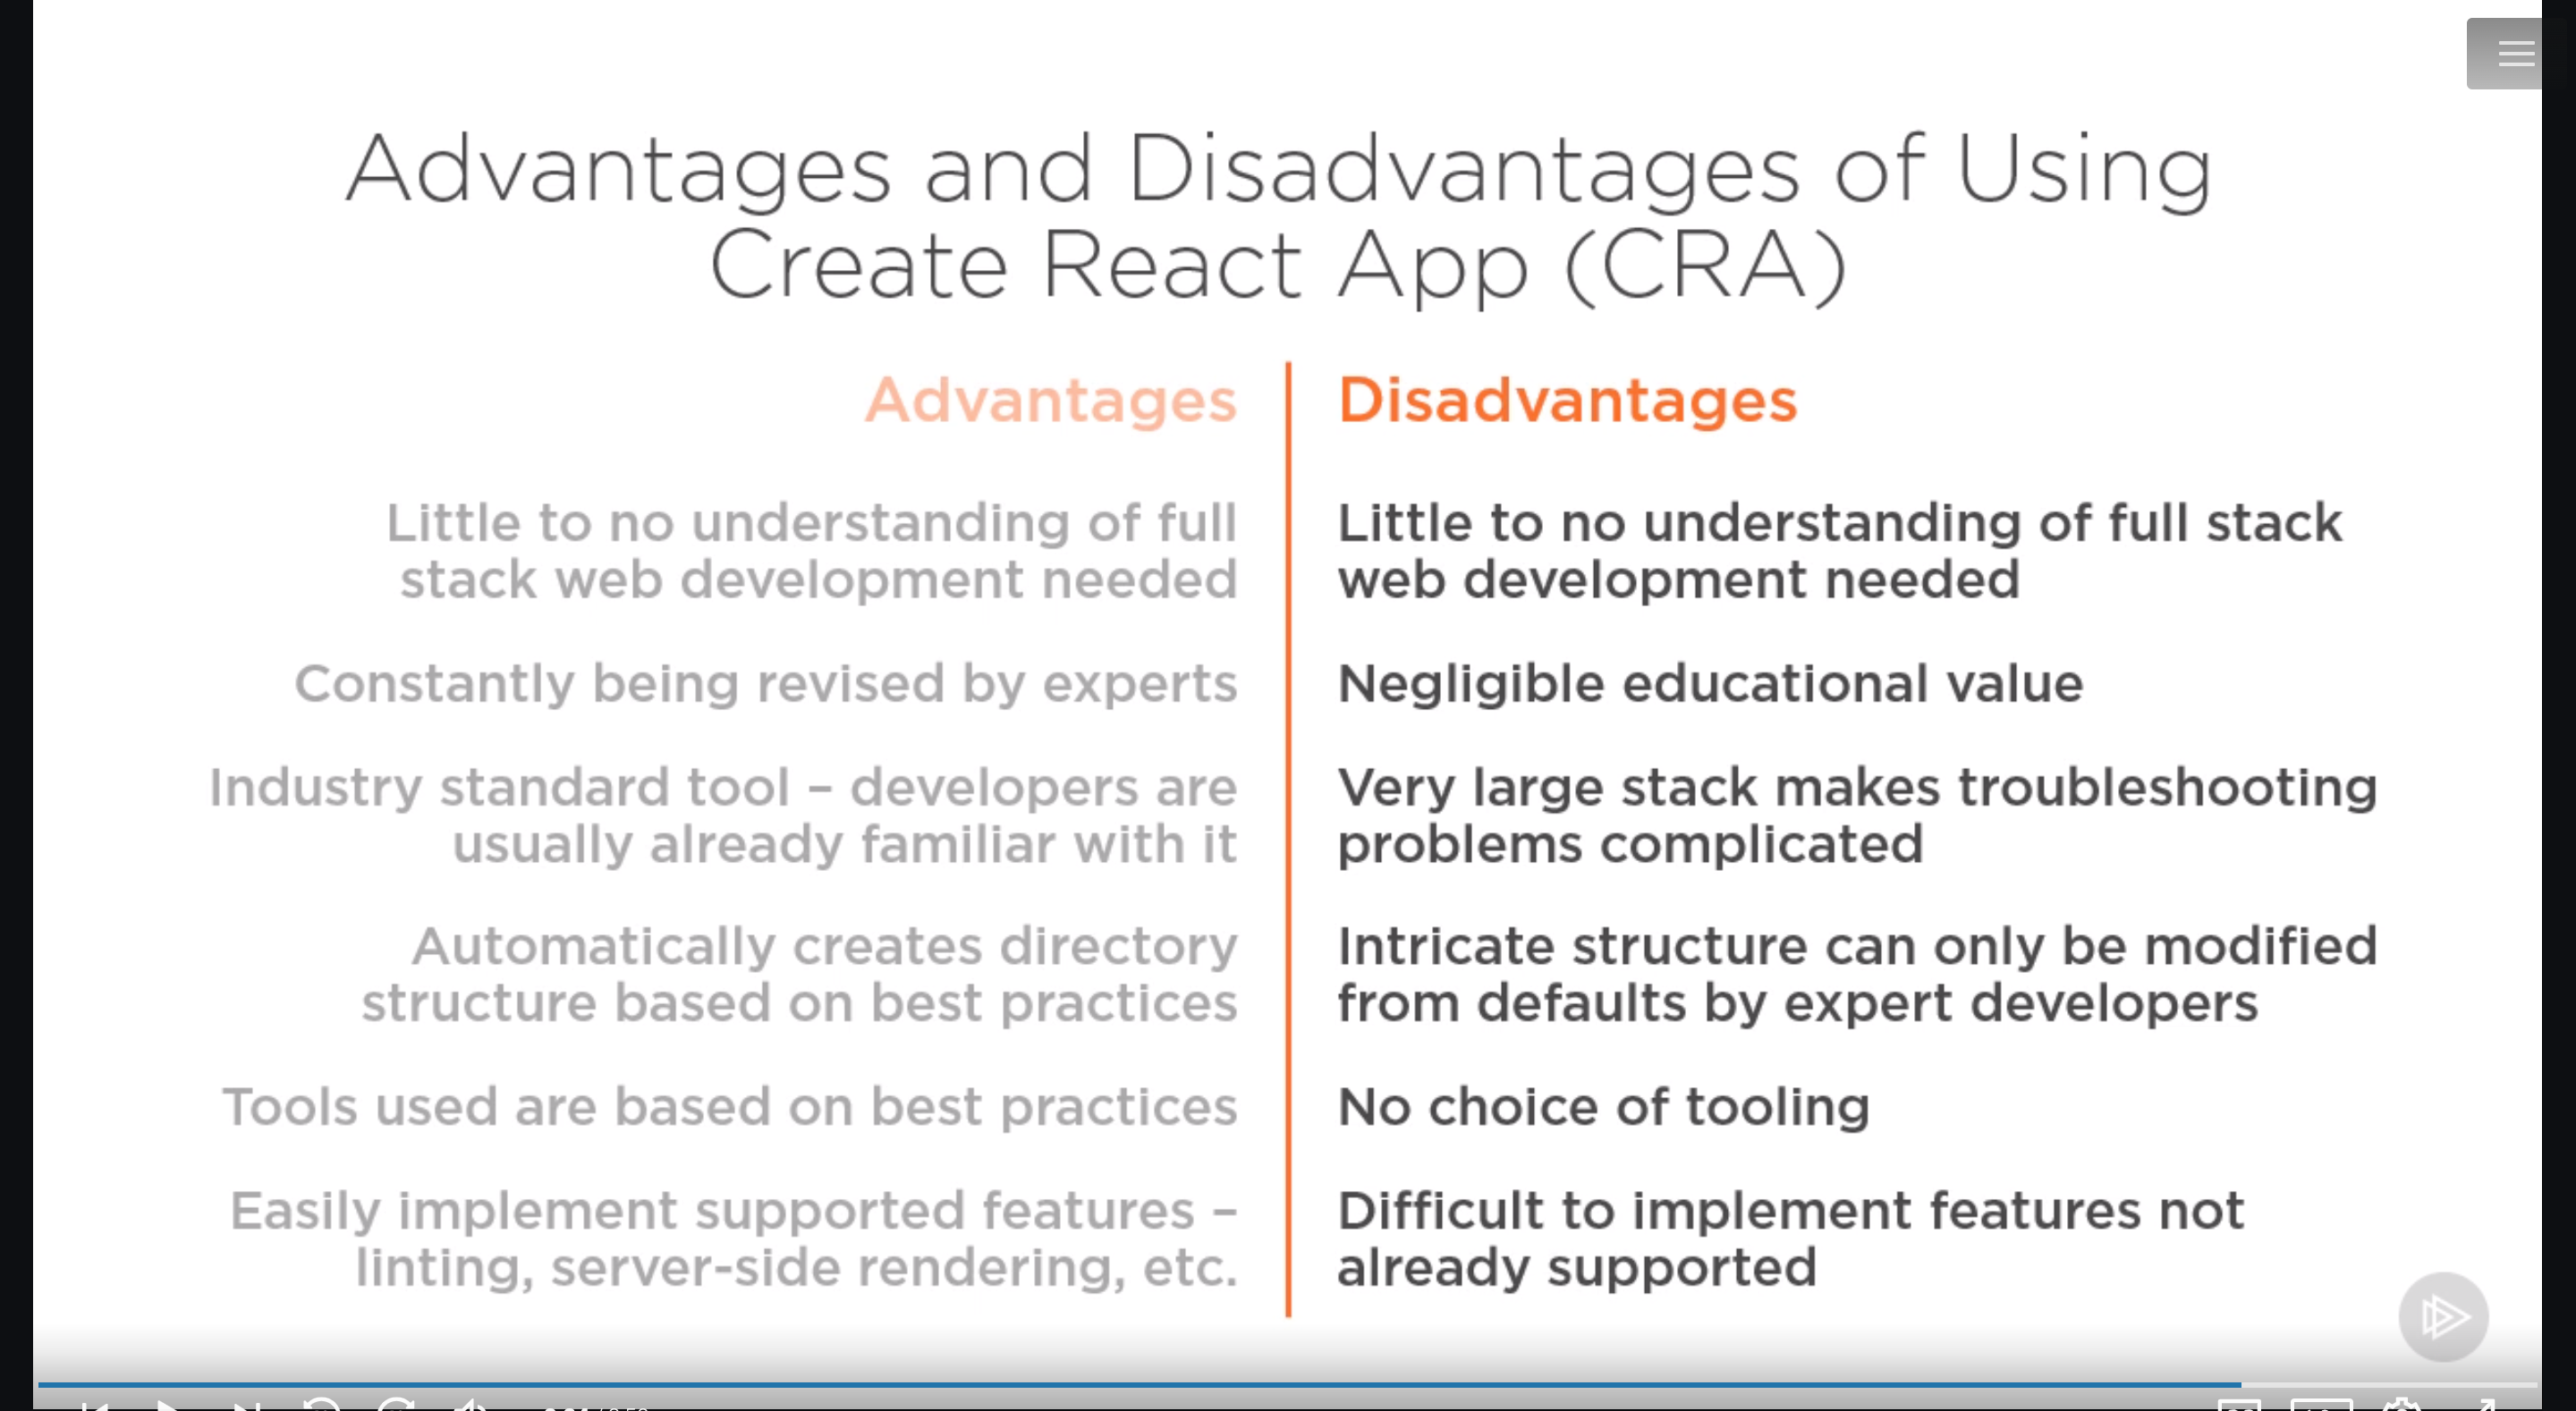 Advantages and Disadvantages of Using
Create React App (CRA)
Advantages
Little to no understanding of full
stack web development needed
Constantly being revised by experts
Industry standard tool – developers are
usually already familiar with it
Automatically creates directory
structure based on best practices
Tools used are based on best practices
Easily implement supported features –
linting, server-side rendering, etc.
Disadvantages
Little to no understanding of full stack
web development needed
Negligible educational value
Very large stack makes troubleshooting
problems complicated
Intricate structure can only be modified
from defaults by expert developers
No choice of tooling
Difficult to implement features not
already supported